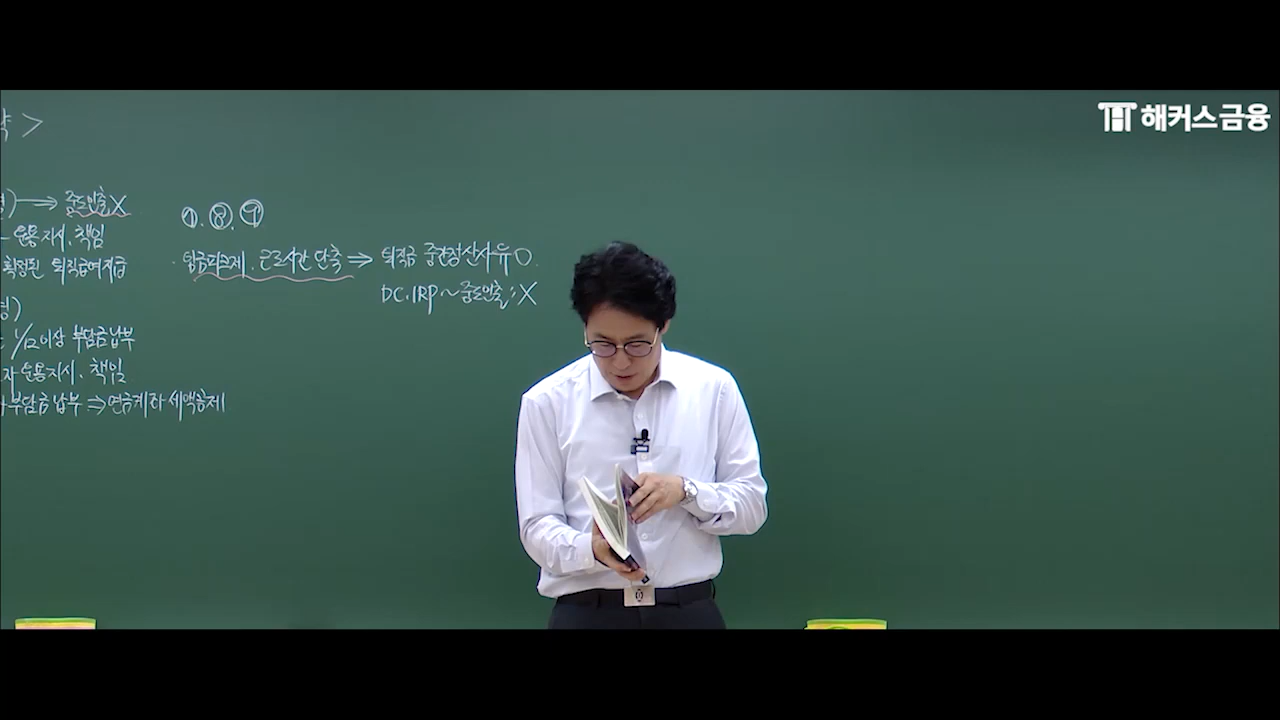 해커스금융
약 >
형) → 중도인출 X
- 운용지시.책임
확정된 퇴직급여 지급
형)
1/12 이상 부담금 납부
자 운용지시.책임
부담금 납부 ⇒ 연금계좌 세액공제
①.⑧.⑨
임금피크제. 근로시간 단축 ⇒ 퇴직금 중간정산사유 O.
DC.IRP ~ 중도인출 : X